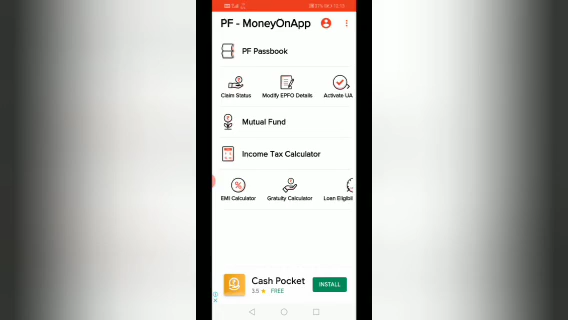 PF - MoneyOnApp
PF Passbook
Claim Status
Modify EPFO Details
Activate UA
Mutual Fund
Income Tax Calculator
EMI Calculator
Gratuity Calculator
Loan Eligibili
Cash Pocket
3.5 ★ FREE
INSTALL